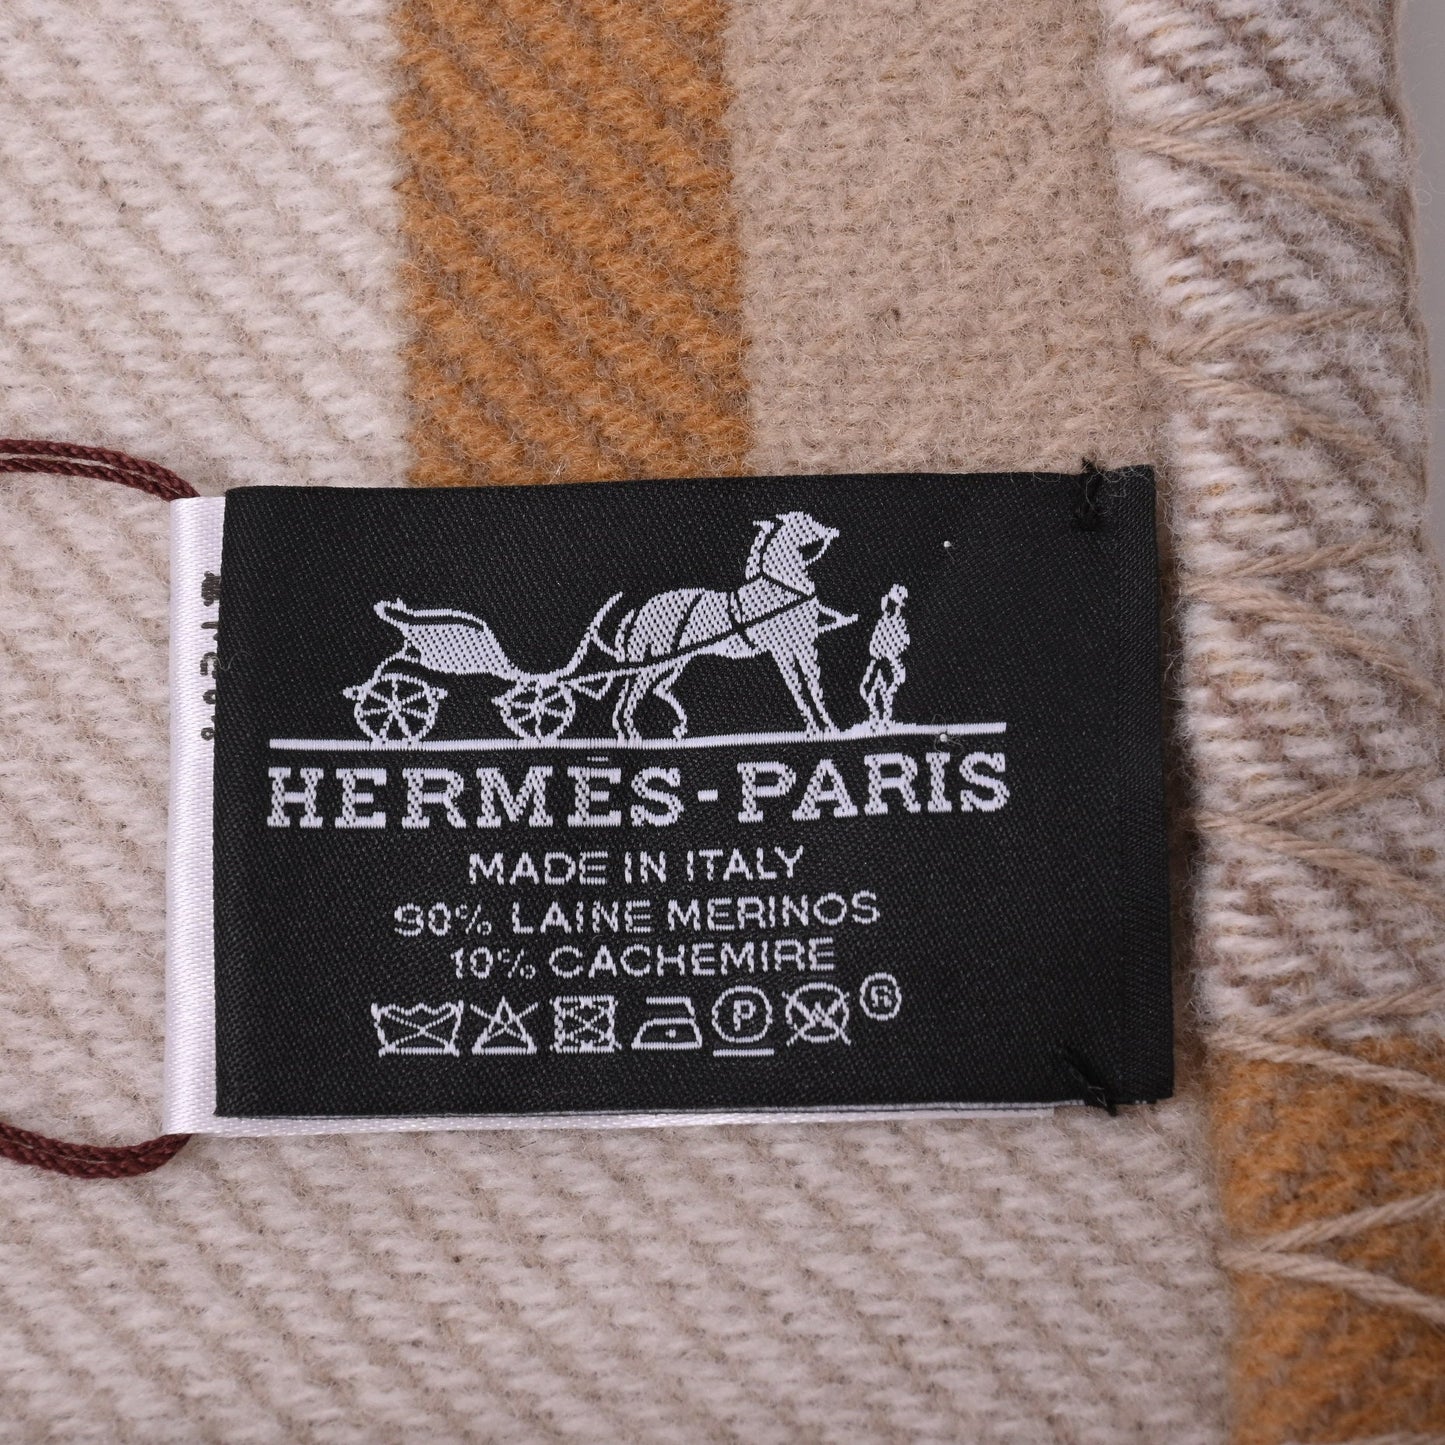 HERMÈS-PARIS
MADE IN ITALY
90% LAINE MERINOS
10% CACHEMIRE
P